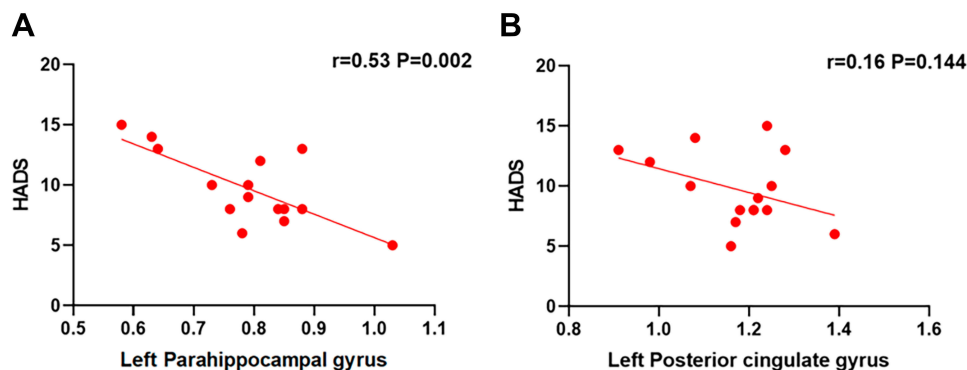 A
r=0.53 P=0.002
HADS
20
15
10
5
0
0.5 0.6 0.7 0.8 0.9 1.0 1.1
Left Parahippocampal gyrus
B
r=0.16 P=0.144
HADS
20
15
10
5
0
0.8 1.0 1.2 1.4 1.6
Left Posterior cingulate gyrus